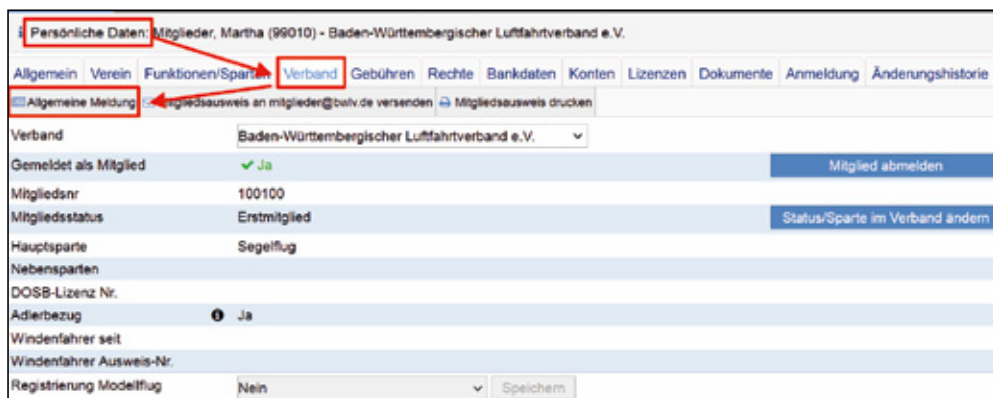 Persönliche Daten: Mitglieder, Martha (99010) - Baden-Württembergischer Luftfahrtverband e.V.
Allgemein Verein Funktionen/Sparten Verband Gebühren Rechte Bankdaten Konten Lizenzen Dokumente Anmeldung Änderungshistorie
Allgemeine Meldung Mitgliedsausweis an mitglieder@bwlv.de versenden Mitgliedsausweis drucken
Verband Baden-Württembergischer Luftfahrtverband e.V.
Gemeldet als Mitglied Ja Mitglied abmelden
Mitgliedsnr 100100
Mitgliedsstatus Erstmitglied Status/Sparte im Verband ändern
Hauptsparte Segelflug
Nebensparten
DOSB-Lizenz Nr.
Adlerbezug Ja
Windenfahrer seit
Windenfahrer Ausweis-Nr.
Registrierung Modellflug Nein Speichern